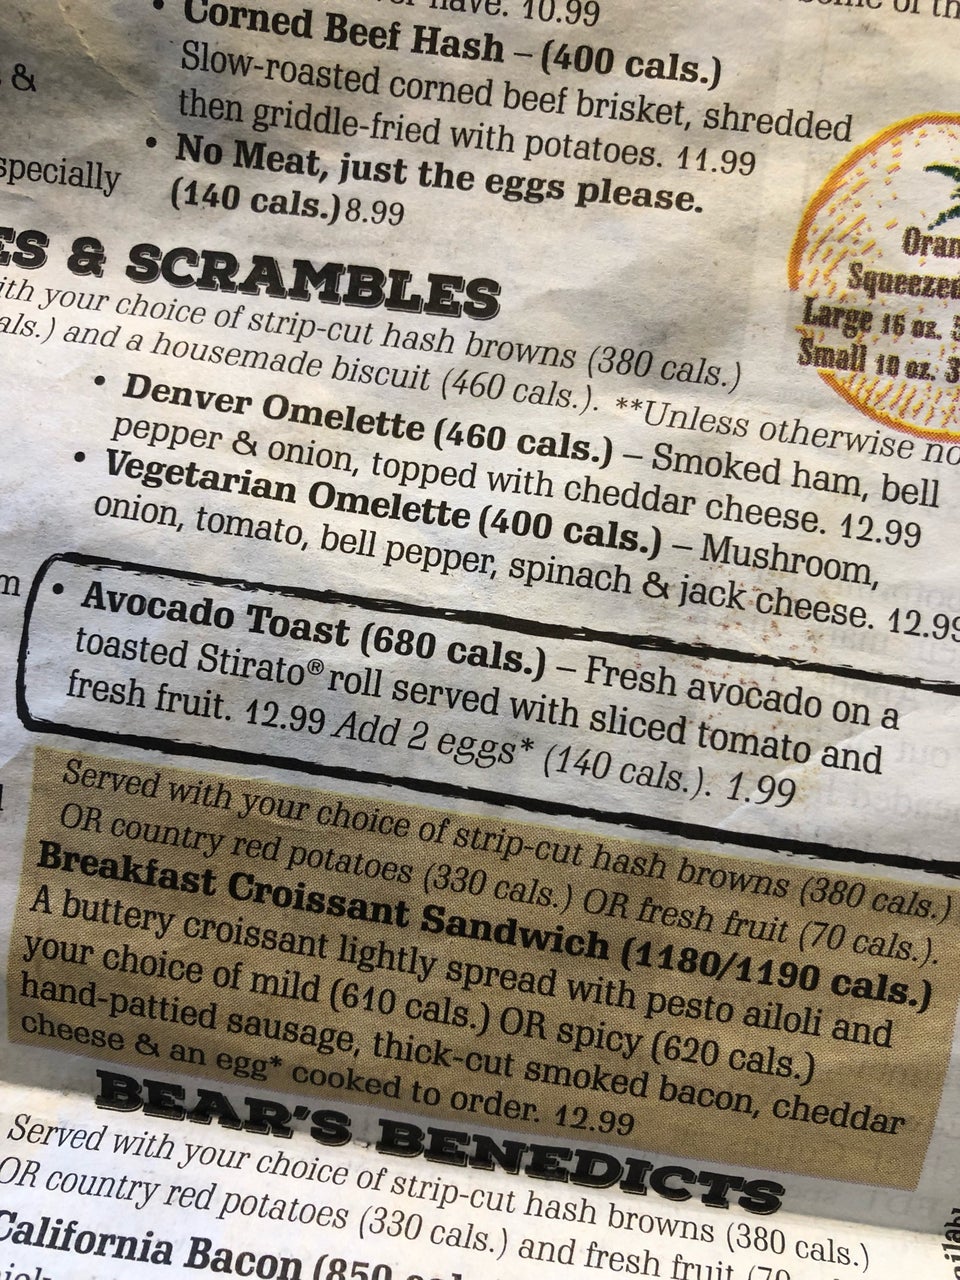 have. 10.99
• Corned Beef Hash – (400 cals.)
Slow-roasted corned beef brisket, shredded
then griddle-fried with potatoes. 11.99
&
• No Meat, just the eggs please.
(140 cals.) 8.99
specially
& SCRAMBLES
with your choice of strip-cut hash browns (380 cals.)
and a housemade biscuit (460 cals.). **Unless otherwise
• Denver Omelette (460 cals.) – Smoked ham, bell
pepper & onion, topped with cheddar cheese. 12.99
• Vegetarian Omelette (400 cals.) – Mushroom,
onion, tomato, bell pepper, spinach & jack cheese. 12.99
• Avocado Toast (680 cals.) – Fresh avocado on a
toasted Stirato® roll served with sliced tomato and
fresh fruit. 12.99 Add 2 eggs* (140 cals.). 1.99
Served with your choice of strip-cut hash browns (380 cals.)
OR country red potatoes (330 cals.) OR fresh fruit (70 cals.).
Breakfast Croissant Sandwich (1180/1190 cals.)
A buttery croissant lightly spread with pesto ailoli and
your choice of mild (610 cals.) OR spicy (620 cals.)
hand-pattied sausage, thick-cut smoked bacon, cheddar
cheese & an egg* cooked to order. 12.99
BEAR'S BENEDICTS
Served with your choice of strip-cut hash browns (380 cals.)
OR country red potatoes (330 cals.) and fresh fruit (70
California Bacon (850
Squeezed
Large 16 oz.
Small 10 oz.